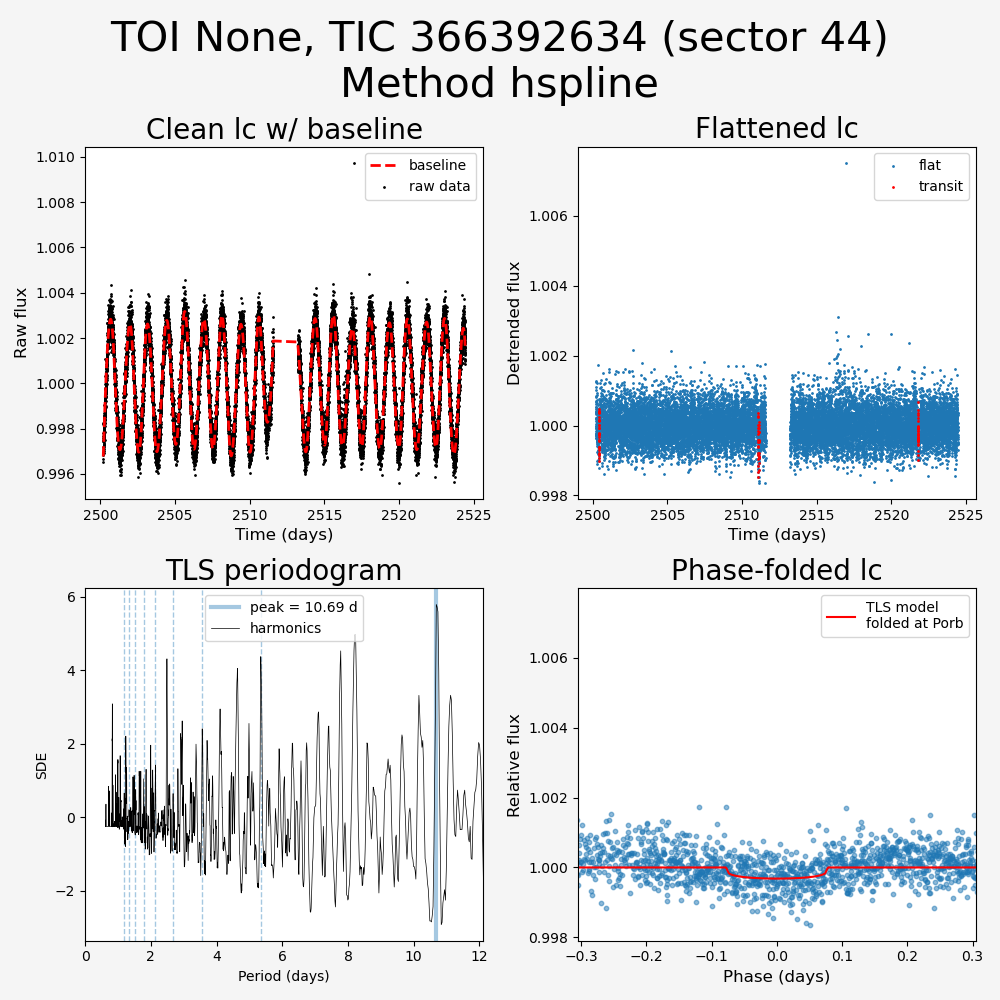 TOI None, TIC 366392634 (sector 44)
Method hspline
Clean lc w/ baseline
Raw flux
1.010
1.008
1.006
1.004
1.002
1.000
0.998
0.996
baseline
raw data
2500
2505
2510
2515
2520
2525
Time (days)
Flattened lc
Detrended flux
1.006
1.004
1.002
1.000
0.998
flat
transit
2500
2505
2510
2515
2520
2525
Time (days)
TLS periodogram
SDE
6
4
2
0
−2
peak = 10.69 d
harmonics
0
2
4
6
8
10
12
Period (days)
Phase-folded lc
Relative flux
1.006
1.004
1.002
1.000
0.998
TLS model
folded at Porb
−0.3
−0.2
−0.1
0.0
0.1
0.2
0.3
Phase (days)